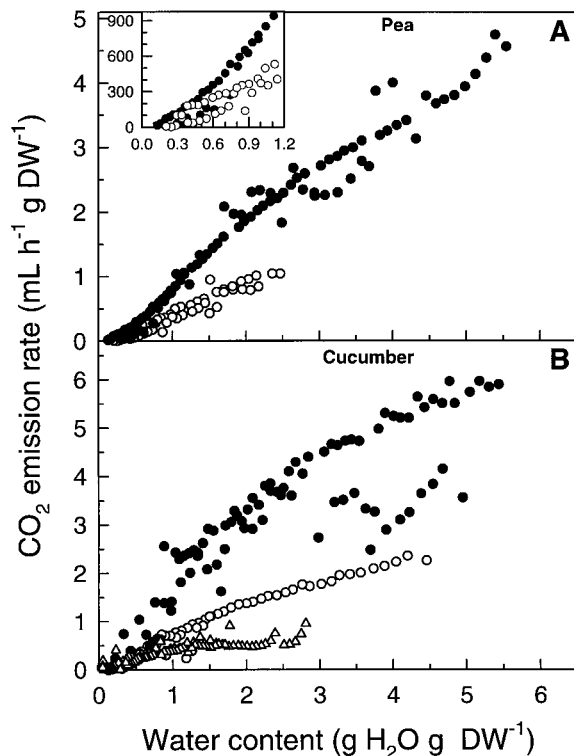 Pea
A
900
600
300
0
0.0 0.3 0.6 0.9 1.2
5
4
3
2
1
0
Cucumber
B
6
5
4
3
2
1
0
0 1 2 3 4 5 6
CO₂ emission rate (mL h⁻¹ g DW⁻¹)
Water content (g H₂O g DW⁻¹)